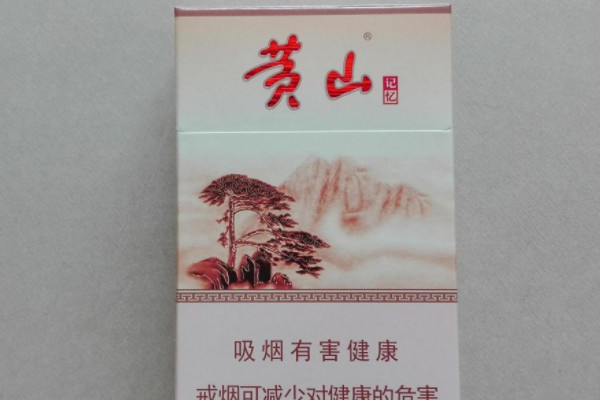 黄山®
记忆
吸烟有害健康
戒烟可减少对健康的危害